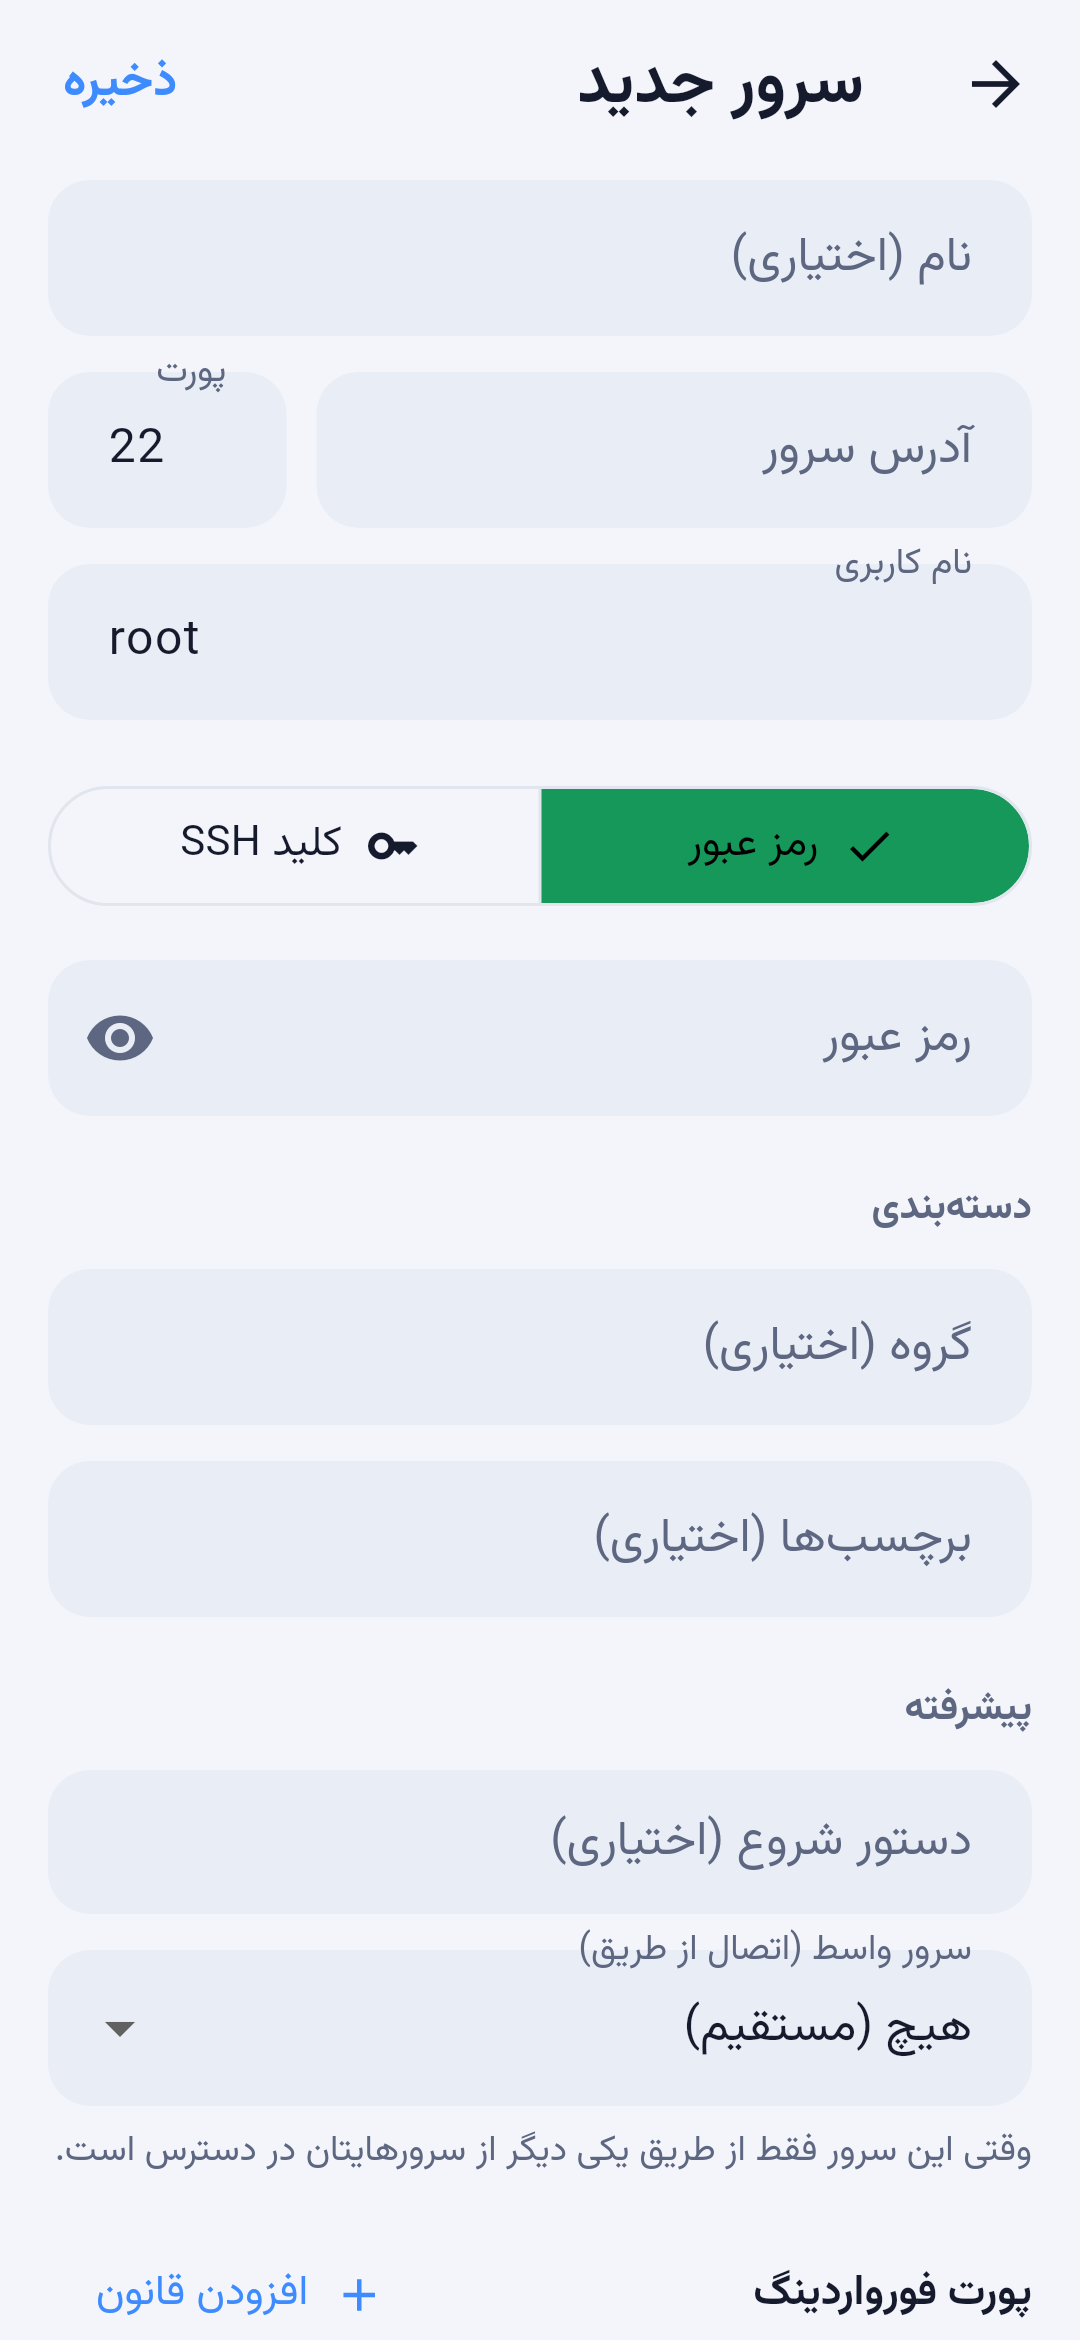 سرور جدید
ذخیره
نام (اختیاری)
آدرس سرور
پورت
22
نام کاربری
root
رمز عبور
کلید SSH
رمز عبور
دسته‌بندی
گروه (اختیاری)
برچسب‌ها (اختیاری)
پیشرفته
دستور شروع (اختیاری)
سرور واسط (اتصال از طریق)
هیچ (مستقیم)
وقتی این سرور فقط از طریق یکی دیگر از سرورهایتان در دسترس است.
پورت فورواردینگ
+ افزودن قانون